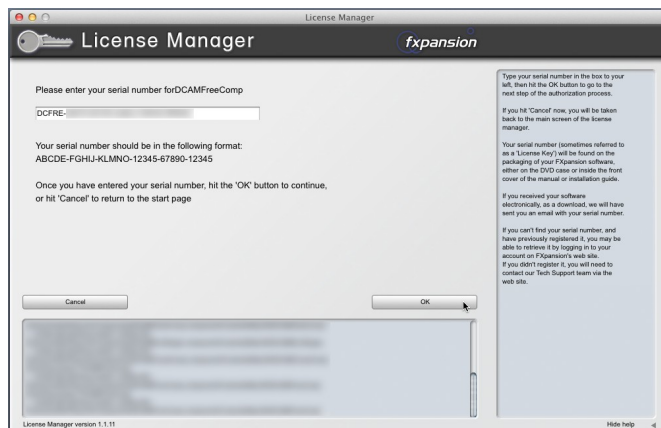 License Manager
License Manager
fxpansion
Please enter your serial number forDCAMFreeComp
DCFRE-
Your serial number should be in the following format:
ABCDE-FGHIJ-KLMNO-12345-67890-12345
Once you have entered your serial number, hit the 'OK' button to continue,
or hit 'Cancel' to return to the start page
Cancel
OK
Type your serial number in the box to your
left, then hit the OK button to go to the
next step of the authorization process.
If you hit 'Cancel' now, you will be taken
back to the main screen of the license
manager.
Your serial number (sometimes referred to
as a 'License Key') will be found on the
packaging of your FXpansion software,
either on the DVD case or inside the front
cover of the manual or installation guide.
If you received your software
electronically, as a download, we will have
sent you an email with your serial number.
If you can't find your serial number, and
have previously registered it, you may be
able to retrieve it by logging in to your
account on FXpansion's web site.
If you didn't register it, you will need to
contact our Tech Support team via the
web site.
License Manager version 1.1.11
Hide help